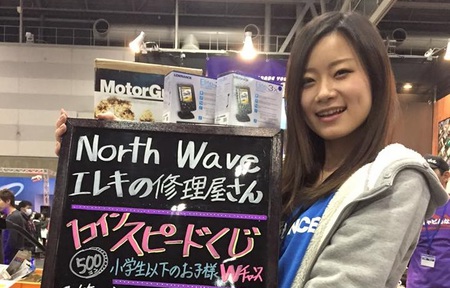 MotorGu
North Wave
エレキの修理屋さん
1コインスピードくじ
500
小学生以下のお子様Wチャンス
NCE